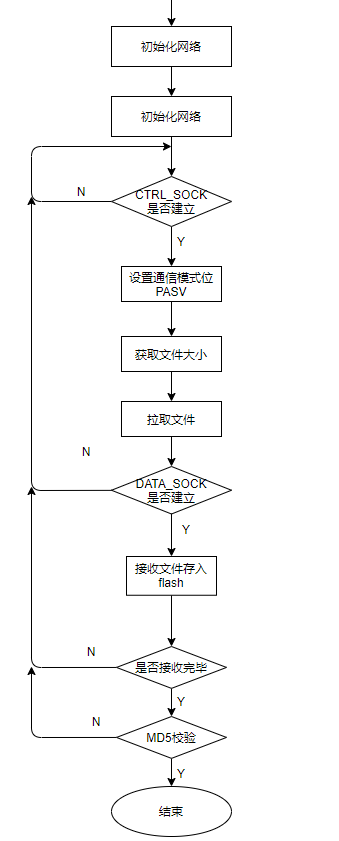 初始化网络
初始化网络
CTRL_SOCK
是否建立
N
Y
设置通信模式位
PASV
获取文件大小
拉取文件
N
DATA_SOCK
是否建立
Y
接收文件存入
flash
N
是否接收完毕
Y
N
MD5校验
Y
结束